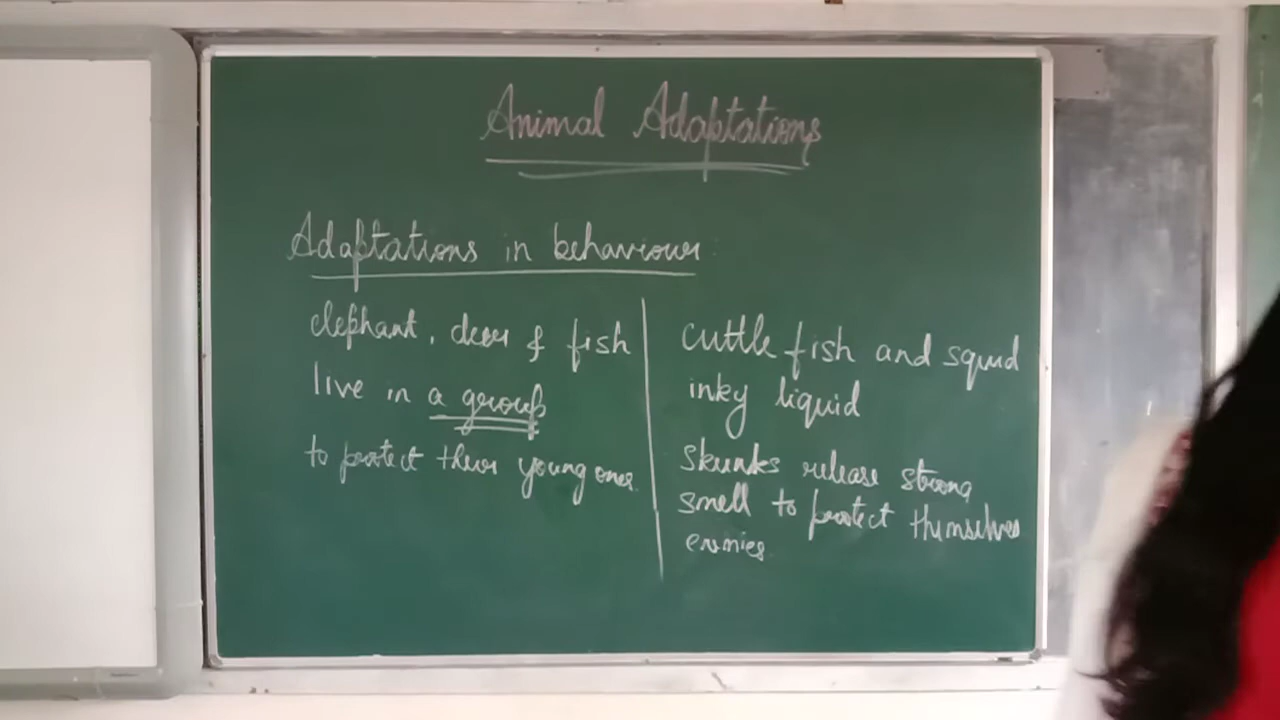 Animal Adaptations
Adaptations in behaviour
elephant, deer & fish
live in a group
to protect their young ones.
cuttle fish and squid
inky liquid
skunks release strong
smell to protect themselves
enmies